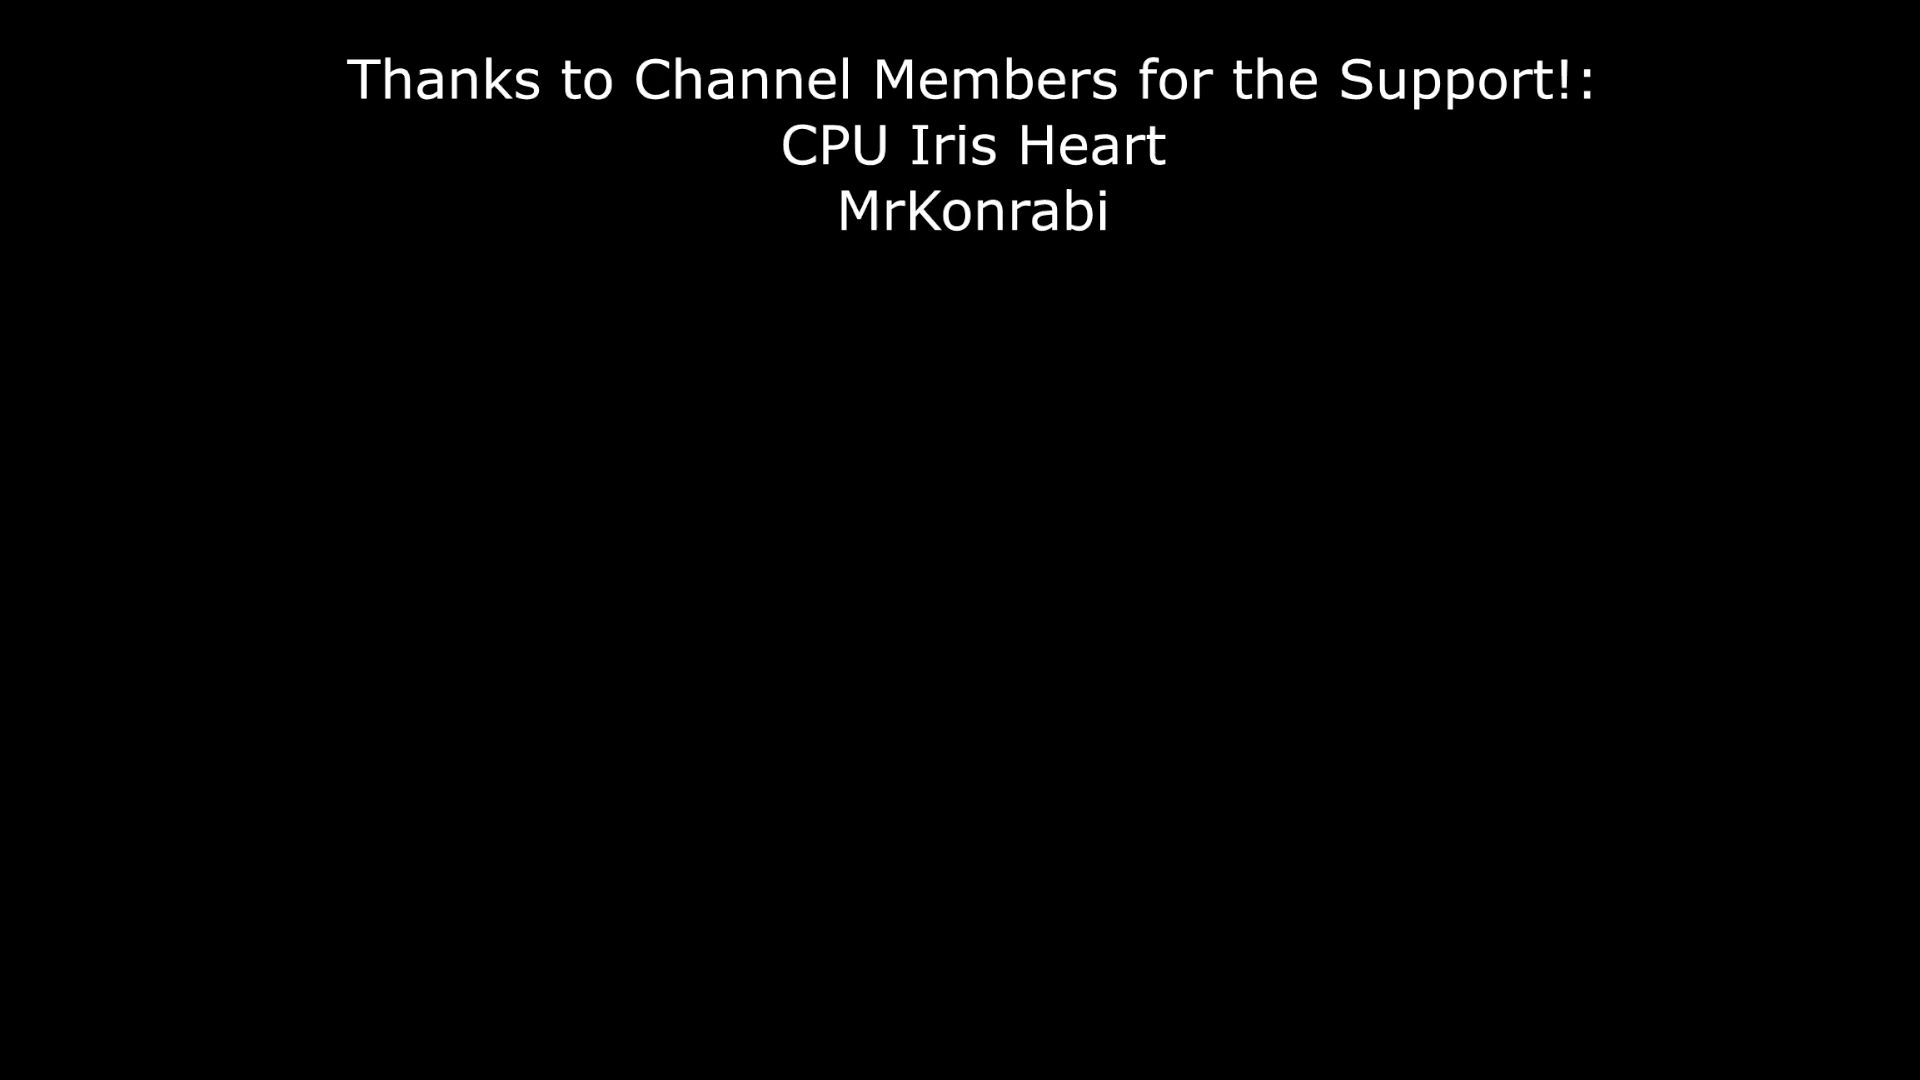 Thanks to Channel Members for the Support!:
CPU Iris Heart
MrKonrabi